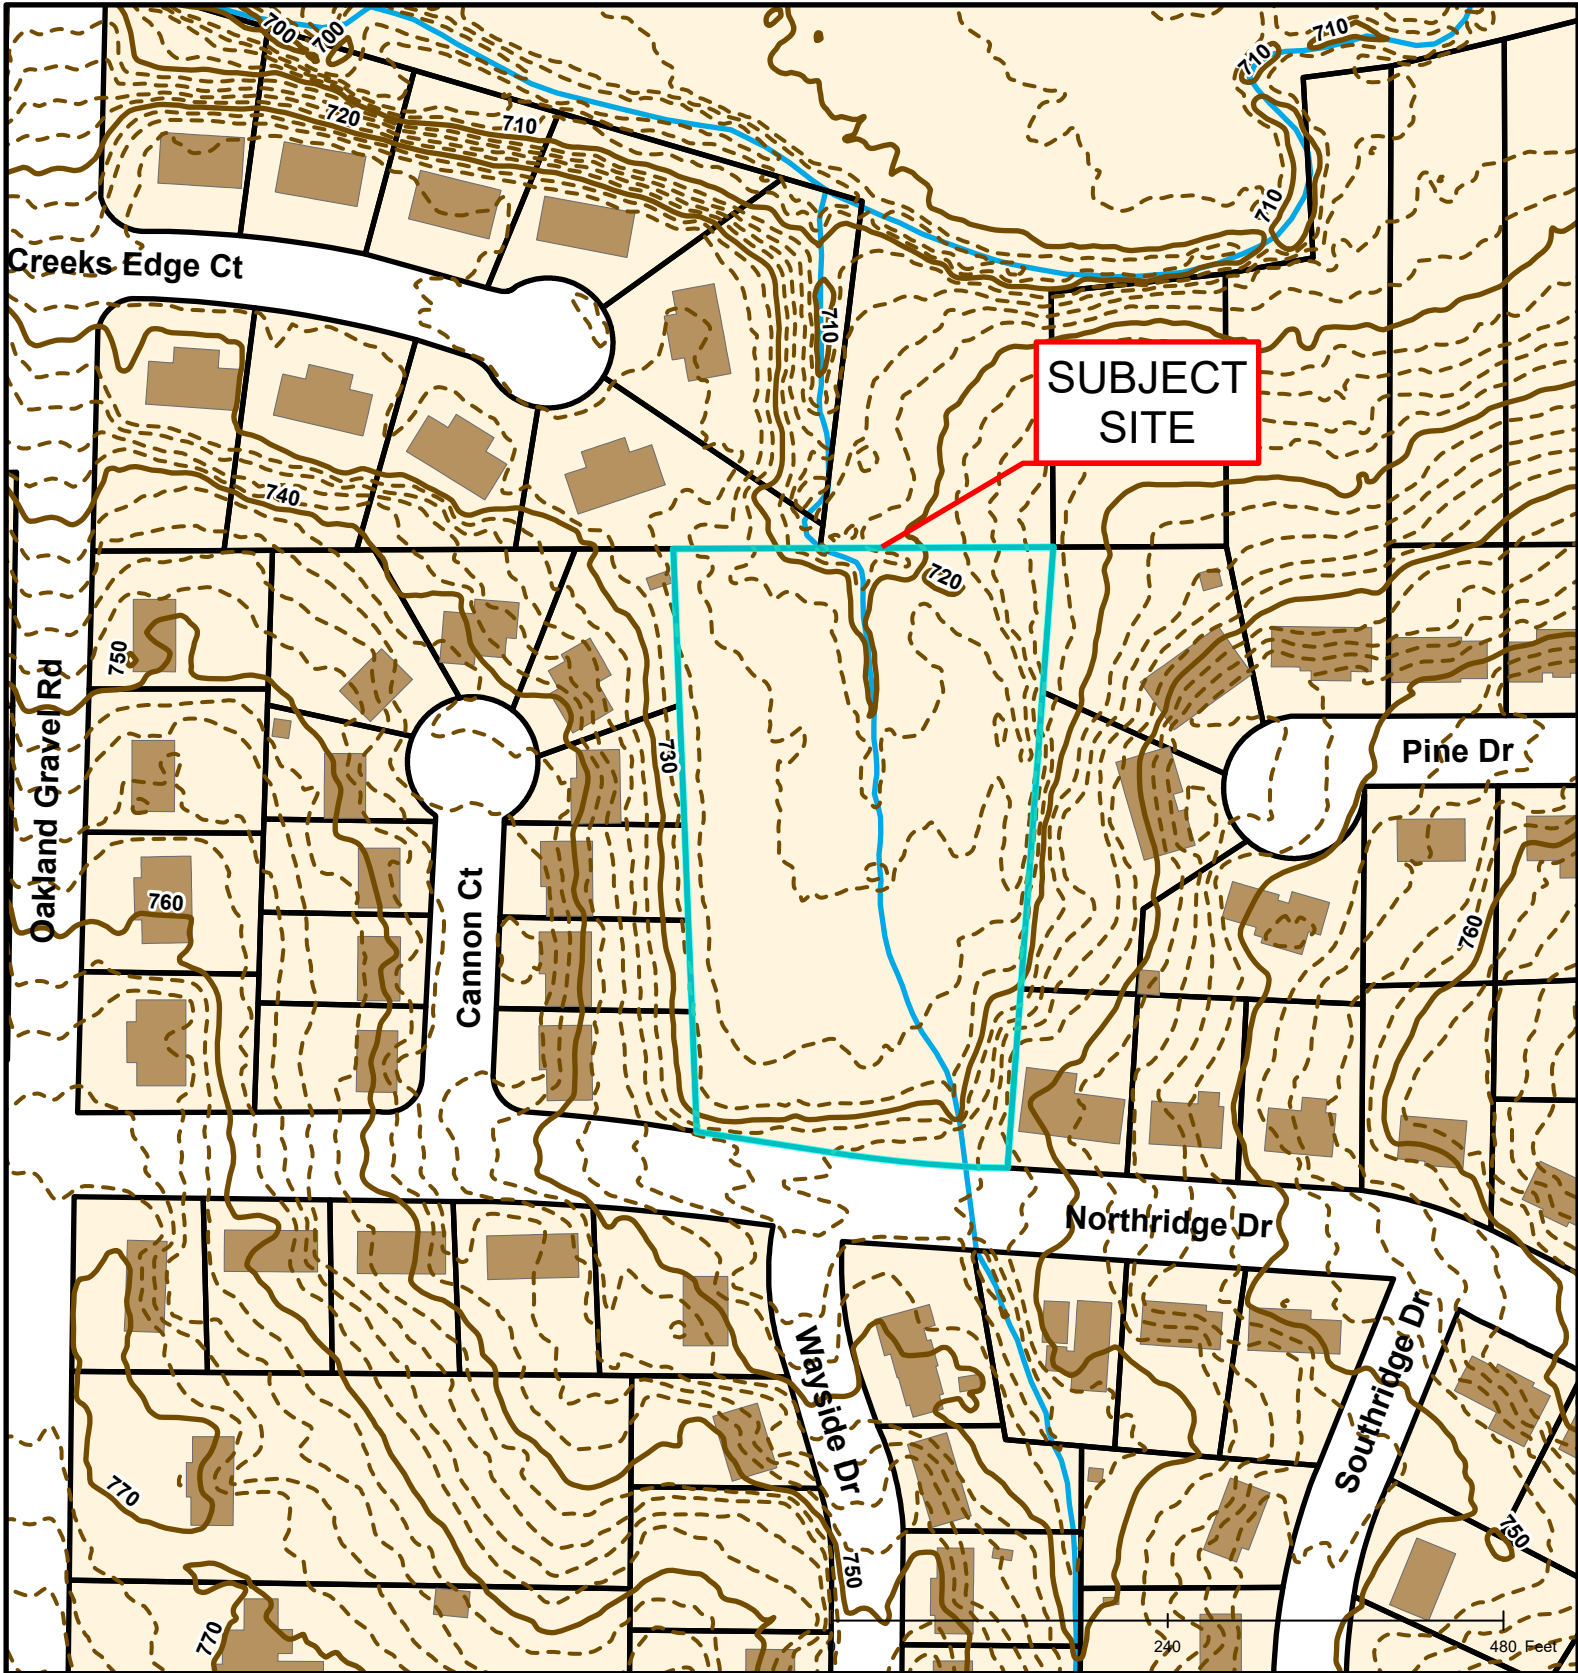 700
700
710
710
720
710
710
Creeks Edge Ct
710
SUBJECT
SITE
740
720
750
Oakland Gravel Rd
730
Pine Dr
760
760
Cannon Ct
Northridge Dr
Wayside Dr
Southridge Dr
770
750
750
770
240
480 Feet